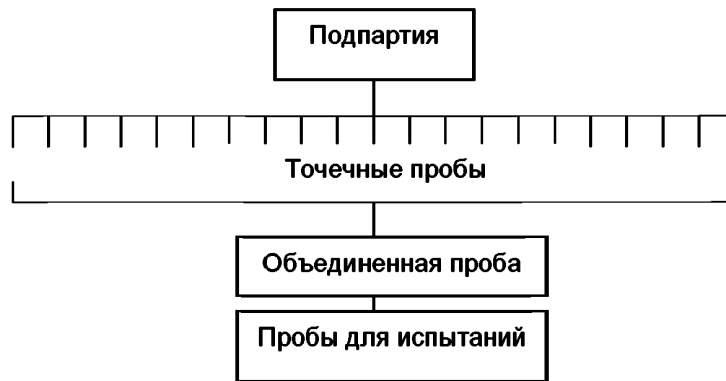 Подпартия
Точечные пробы
Объединенная проба
Пробы для испытаний